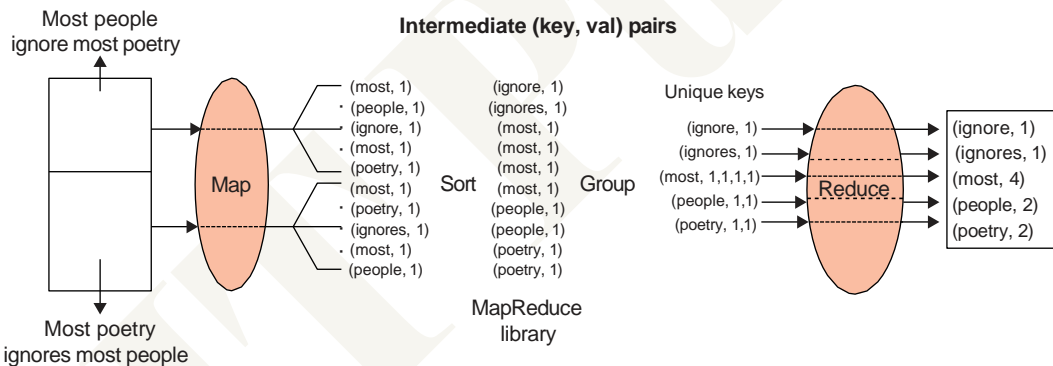 Most people
ignore most poetry
Intermediate (key, val) pairs
Map
(most, 1)
(people, 1)
(ignore, 1)
(most, 1)
(poetry, 1)
(most, 1)
(poetry, 1)
(ignores, 1)
(most, 1)
(people, 1)
Sort
(ignore, 1)
(ignores, 1)
(most, 1)
(most, 1)
(most, 1)
(most, 1)
(people, 1)
(people, 1)
(poetry, 1)
(poetry, 1)
Group
MapReduce
library
Unique keys
(ignore, 1)
(ignores, 1)
(most, 1,1,1,1)
(people, 1,1)
(poetry, 1,1)
Reduce
(ignore, 1)
(ignores, 1)
(most, 4)
(people, 2)
(poetry, 2)
Most poetry
ignores most people